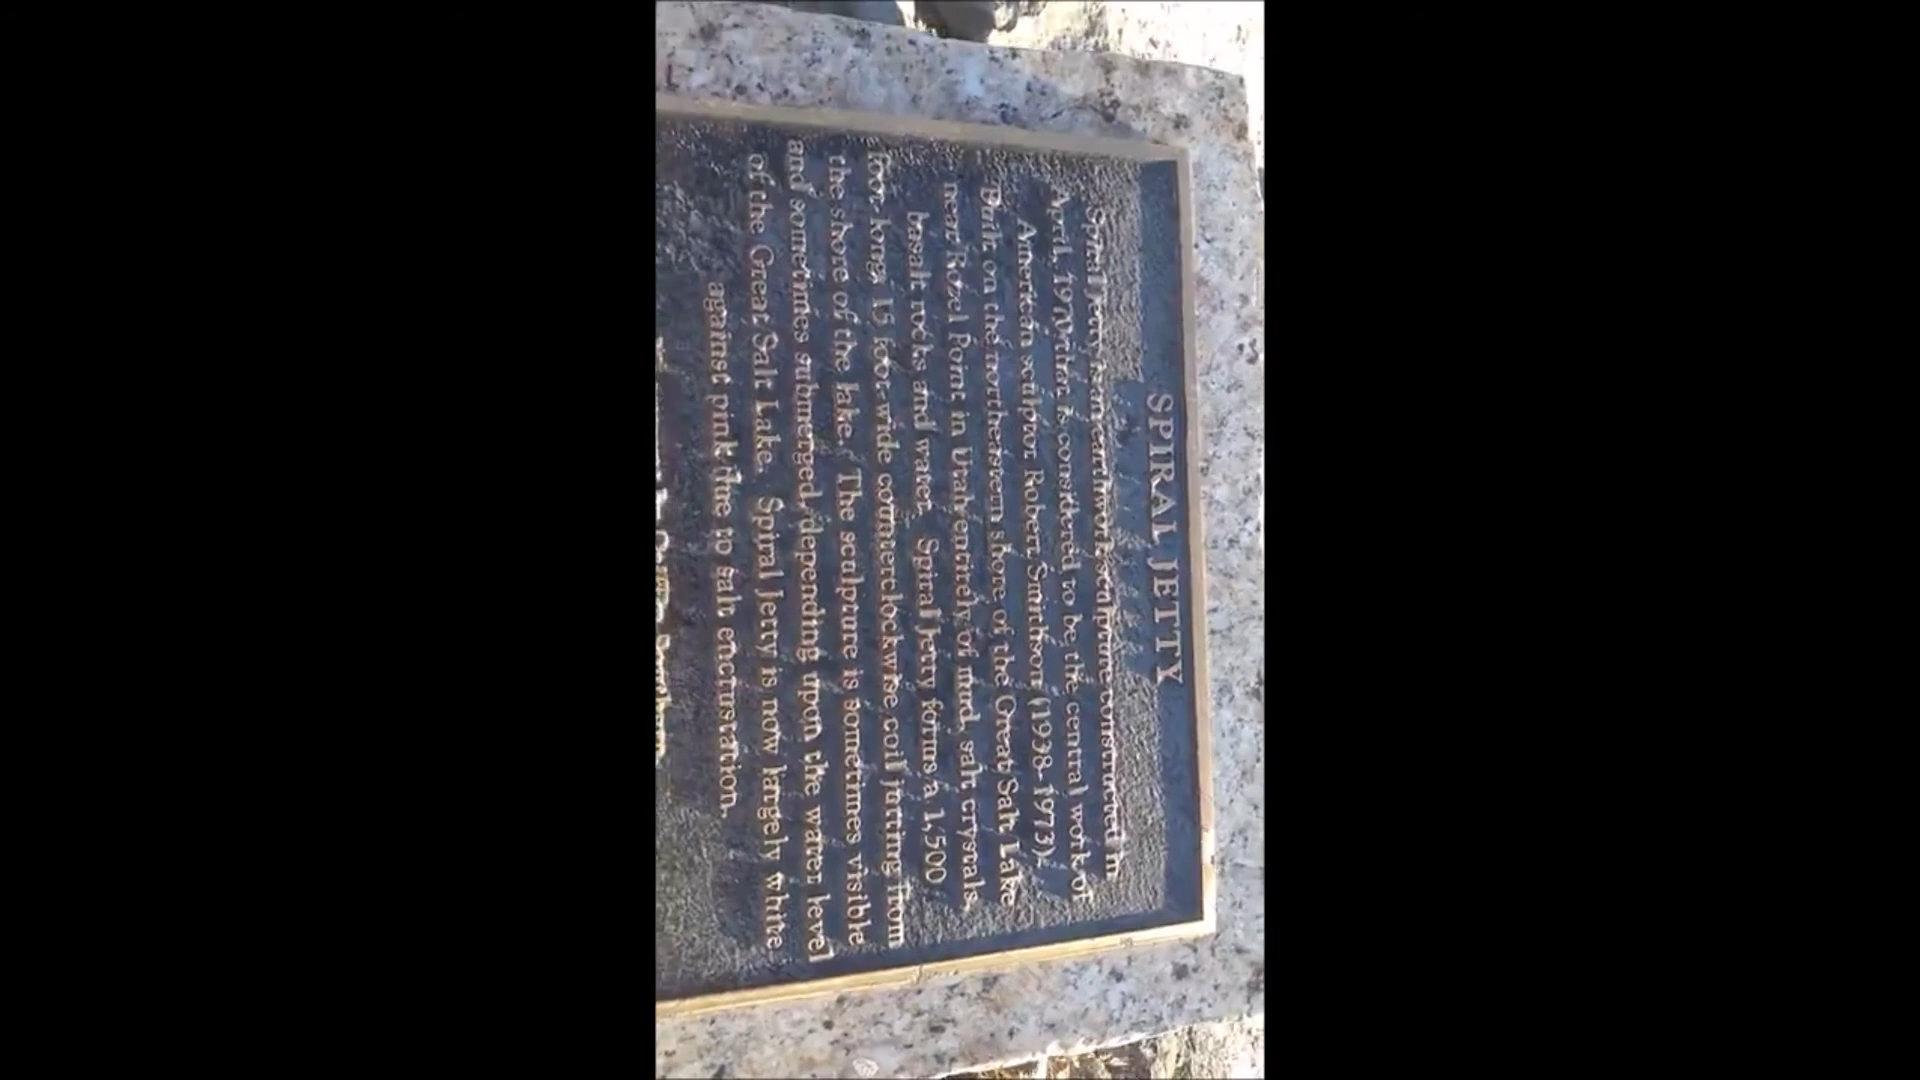 SPIRAL JETTY
Spiral Jetty is an earthwork sculpture constructed in
April, 1970 that is considered to be the central work of
American sculptor Robert Smithson (1938-1973).
Built on the northeastern shore of the Great Salt Lake
near Rozel Point in Utah entirely of mud, salt crystals,
basalt rocks and water. Spiral Jetty forms a 1,500
foot-long, 15 foot-wide counterclockwise coil jutting from
the shore of the lake. The sculpture is sometimes visible
and sometimes submerged, depending upon the water level
of the Great Salt Lake. Spiral Jetty is now largely white
against pink due to salt encrustation.